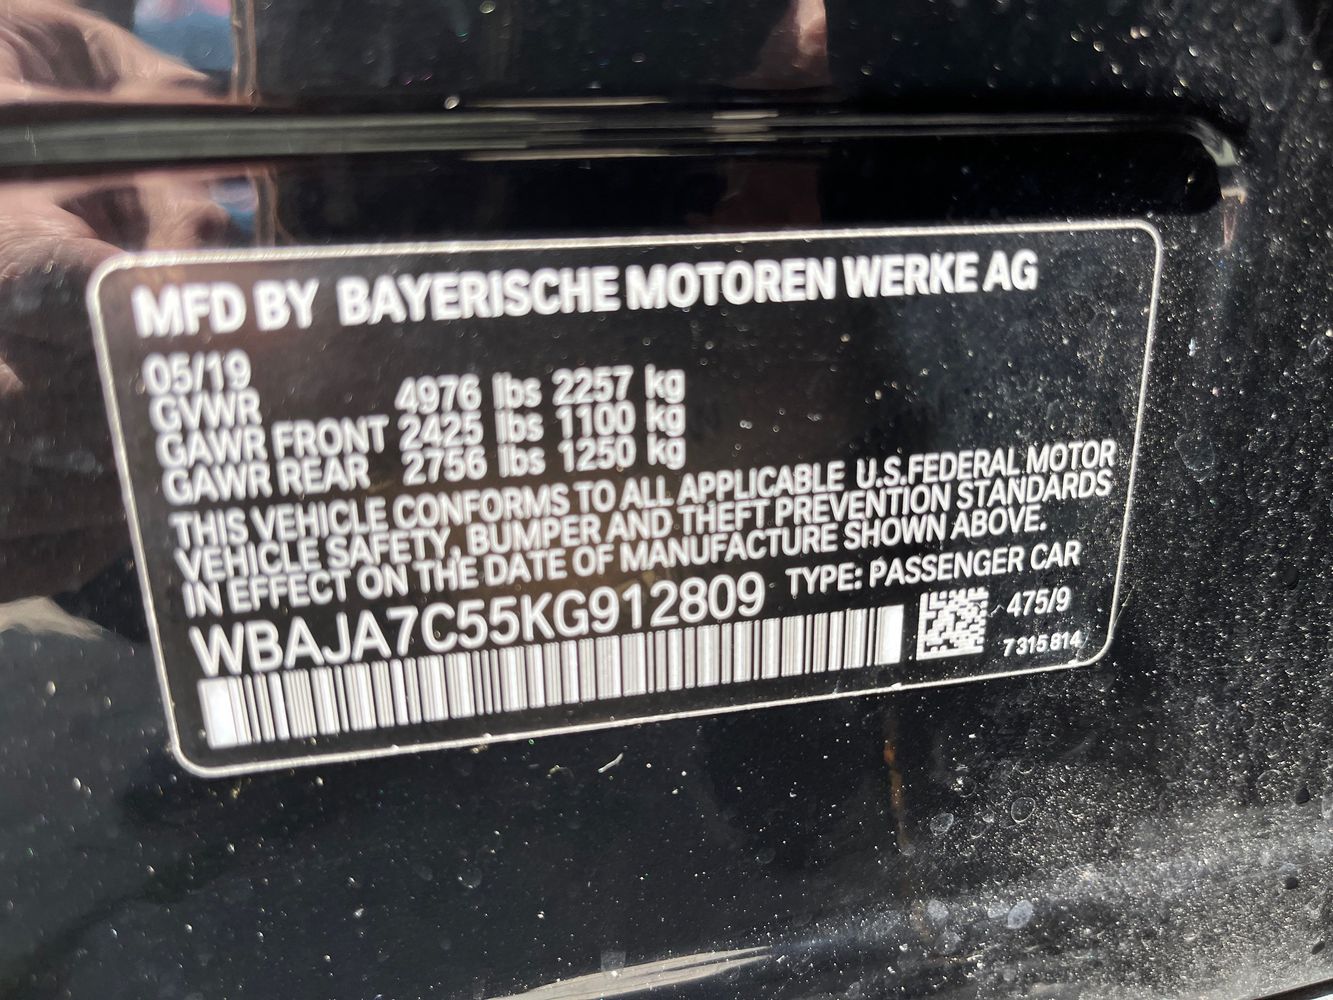 MFD BY BAYERISCHE MOTOREN WERKE AG
05/19
GVWR 4976 lbs 2257 kg
GAWR FRONT 2425 lbs 1100 kg
GAWR REAR 2756 lbs 1250 kg
THIS VEHICLE CONFORMS TO ALL APPLICABLE U.S.FEDERAL MOTOR
VEHICLE SAFETY, BUMPER AND THEFT PREVENTION STANDARDS
IN EFFECT ON THE DATE OF MANUFACTURE SHOWN ABOVE.
WBAJA7C55KG912809 TYPE: PASSENGER CAR
475/9
7 315 814